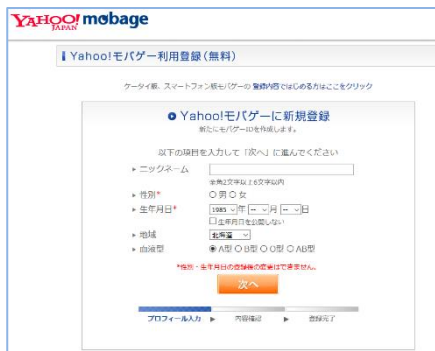 YAHOO! JAPAN mobage
Yahoo!モバゲー利用登録(無料)
ケータイ版、スマートフォン版モバゲーの 登録内容ではじめる方はここをクリック
Yahoo!モバゲーに新規登録
新たにモバゲーIDを作成します。
以下の項目を入力して「次へ」に進んでください
ニックネーム
全角2文字以上6文字以内
性別* 男 女
生年月日* 1985 年 -- 月 -- 日
生年月日を公開しない
地域 北海道
血液型 A型 B型 O型 AB型
*性別・生年月日の登録後の変更はできません。
次へ
プロフィール入力 ▶ 内容確認 ▶ 登録完了